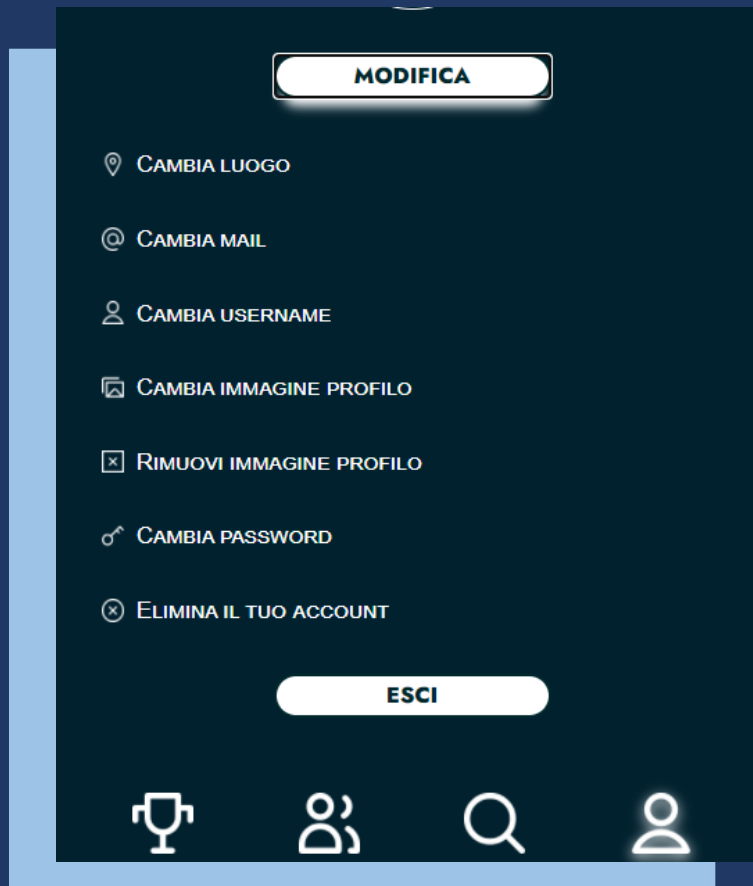 MODIFICA
CAMBIA LUOGO
CAMBIA MAIL
CAMBIA USERNAME
CAMBIA IMMAGINE PROFILO
RIMUOVI IMMAGINE PROFILO
CAMBIA PASSWORD
ELIMINA IL TUO ACCOUNT
ESCI